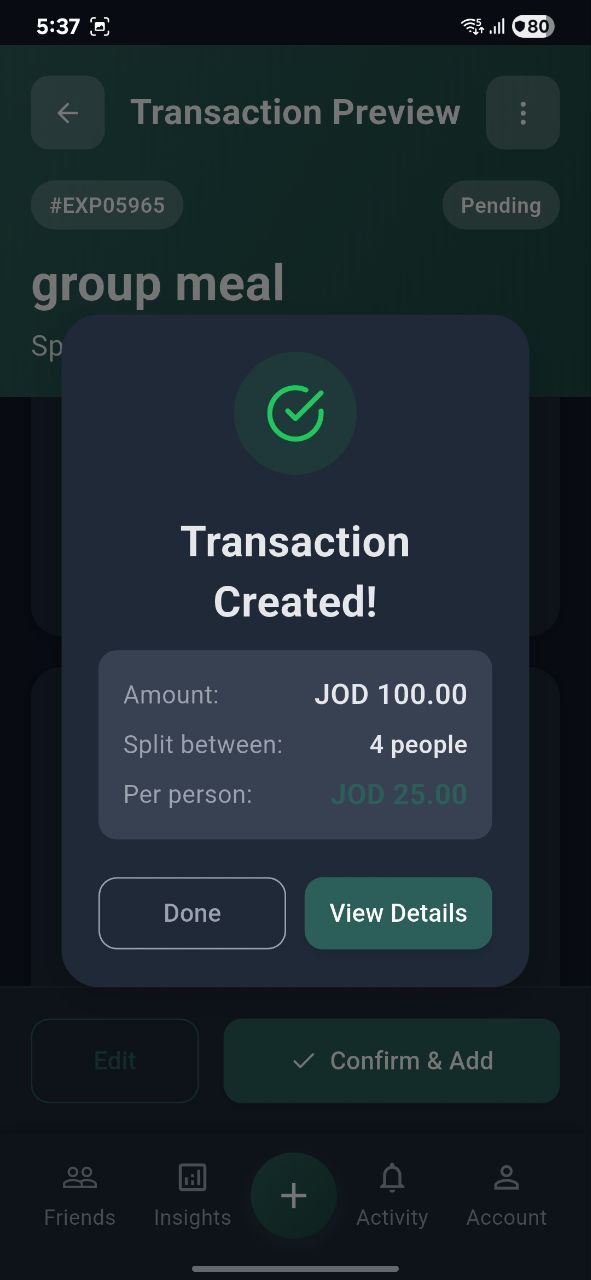 5:37
5
80
Transaction Preview
#EXP05965
Pending
group meal
Sp
Transaction
Created!
Amount: JOD 100.00
Split between: 4 people
Per person: JOD 25.00
Done
View Details
Edit
Confirm & Add
Friends
Insights
Activity
Account